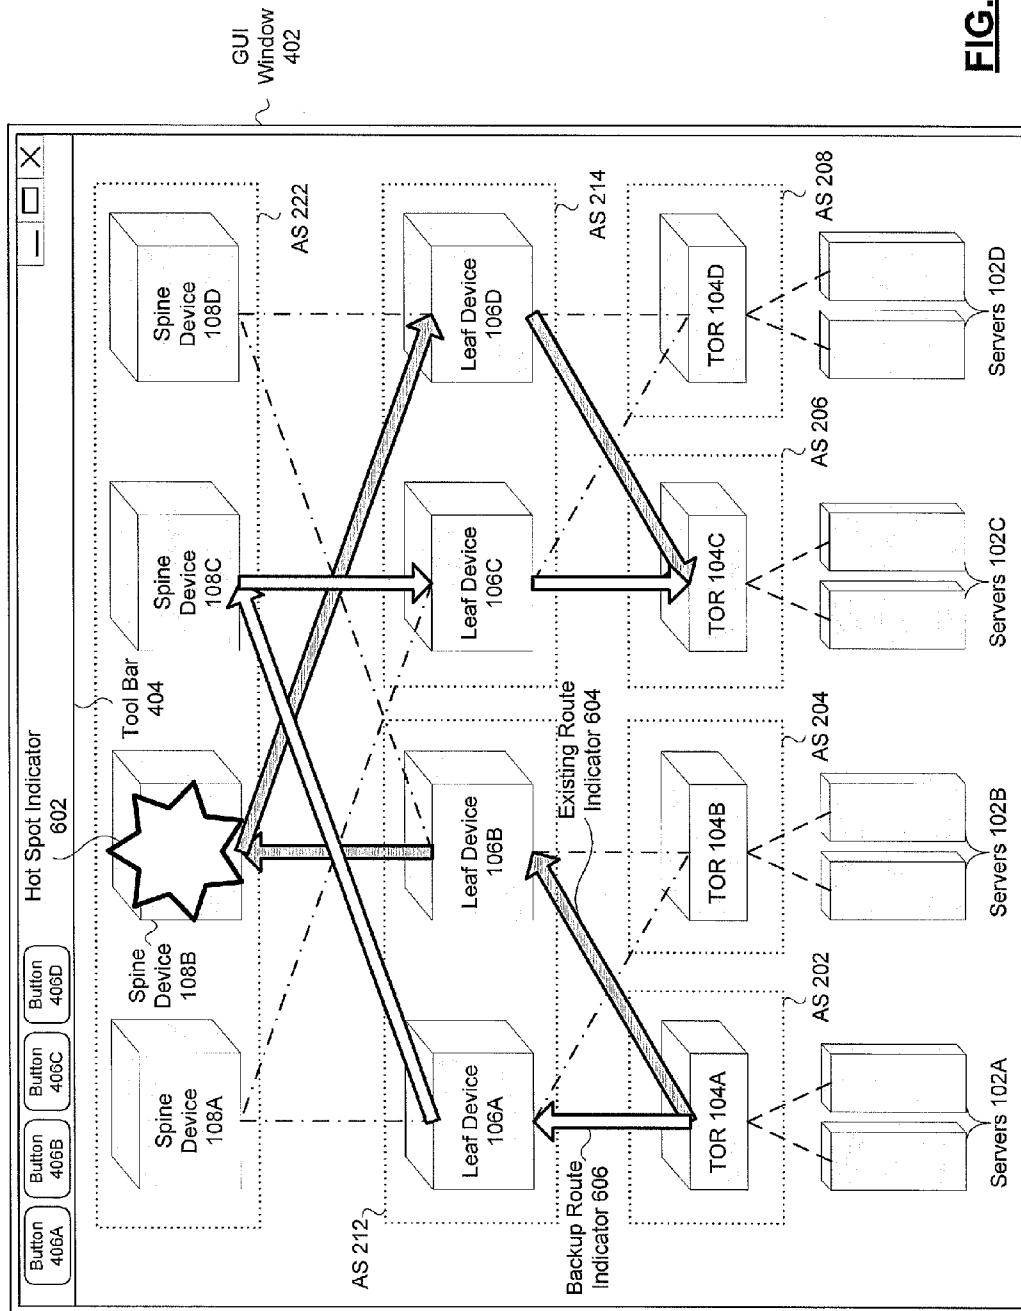 Button
406A
Button
406B
Button
406C
Button
406D
Hot Spot Indicator
602
Tool Bar
404
GUI
Window
402
Spine
Device
108A
Spine
Device
108B
Spine
Device
108C
Spine
Device
108D
AS 222
AS 212
Leaf Device
106A
Leaf Device
106B
Leaf Device
106C
Leaf Device
106D
AS 214
Backup Route
Indicator 606
Existing Route
Indicator 604
AS 202
AS 204
AS 206
AS 208
TOR 104A
TOR 104B
TOR 104C
TOR 104D
Servers 102A
Servers 102B
Servers 102C
Servers 102D
FIG.